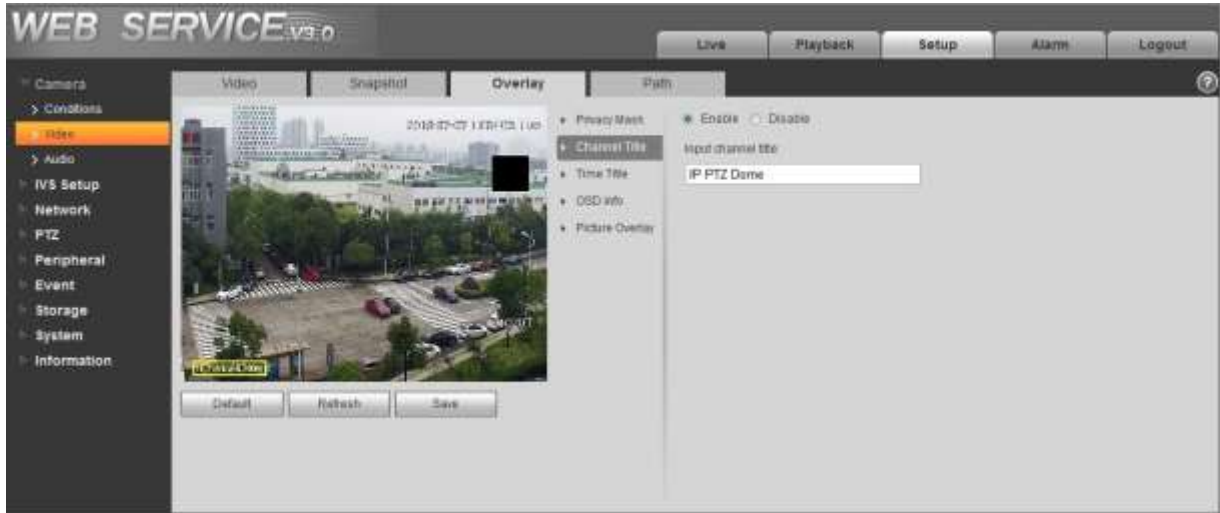 WEB SERVICE V3.0
Live
Playback
Setup
Alarm
Logout
Camera
Conditions
Video
Audio
IVS Setup
Network
PTZ
Peripheral
Event
Storage
System
Information
Video
Snapshot
Overlay
Path
Privacy Mask
Channel Title
Time Title
OSD Info
Picture Overlay
Enable
Disable
Input channel title
IP PTZ Dome
Default
Refresh
Save